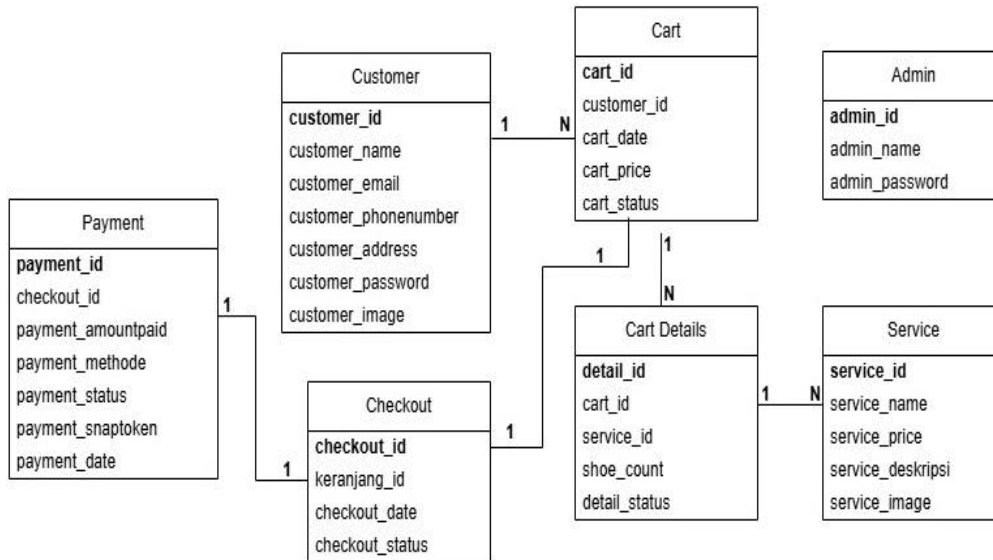 Cart
cart_id
customer_id
cart_date
cart_price
cart_status
Customer
customer_id
customer_name
customer_email
customer_phonenumber
customer_address
customer_password
customer_image
Admin
admin_id
admin_name
admin_password
1
N
Payment
payment_id
checkout_id
payment_amountpaid
payment_methode
payment_status
payment_snaptoken
payment_date
1
1
1
N
1
1
Checkout
checkout_id
keranjang_id
checkout_date
checkout_status
Cart Details
detail_id
cart_id
service_id
shoe_count
detail_status
1
N
Service
service_id
service_name
service_price
service_deskripsi
service_image